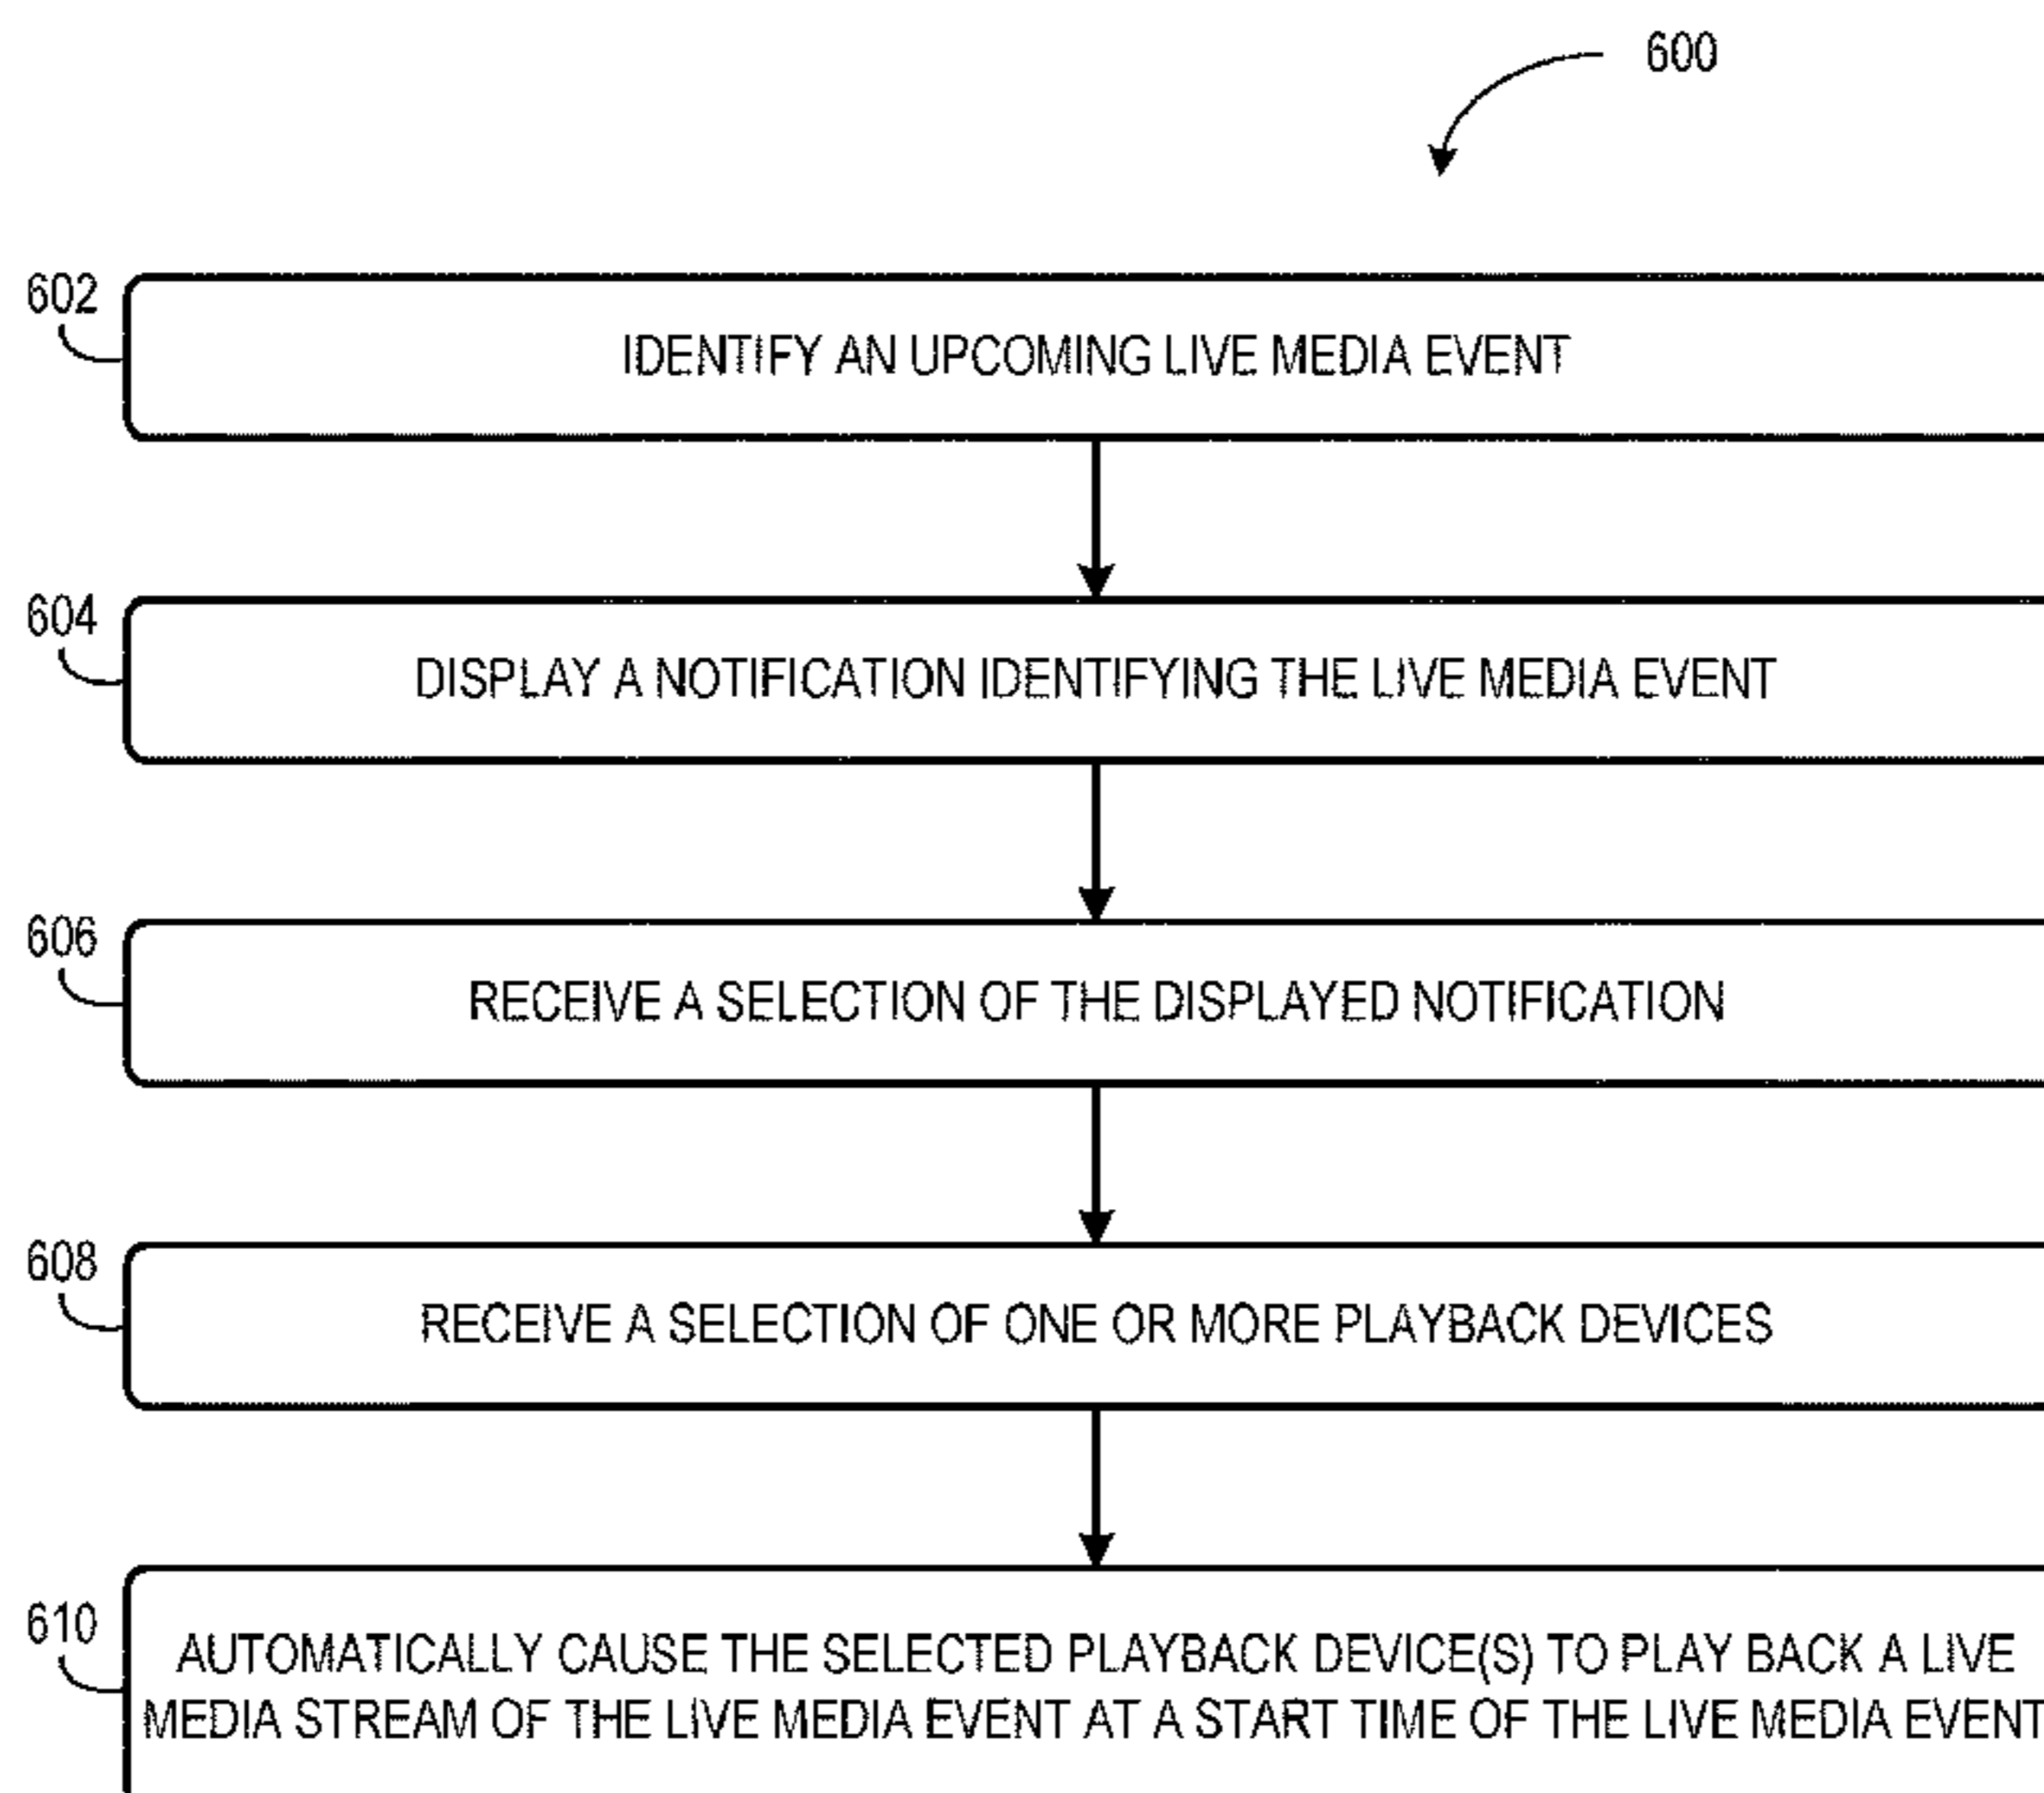 600
602
IDENTIFY AN UPCOMING LIVE MEDIA EVENT
604
DISPLAY A NOTIFICATION IDENTIFYING THE LIVE MEDIA EVENT
606
RECEIVE A SELECTION OF THE DISPLAYED NOTIFICATION
608
RECEIVE A SELECTION OF ONE OR MORE PLAYBACK DEVICES
610
AUTOMATICALLY CAUSE THE SELECTED PLAYBACK DEVICE(S) TO PLAY BACK A LIVE
MEDIA STREAM OF THE LIVE MEDIA EVENT AT A START TIME OF THE LIVE MEDIA EVENT